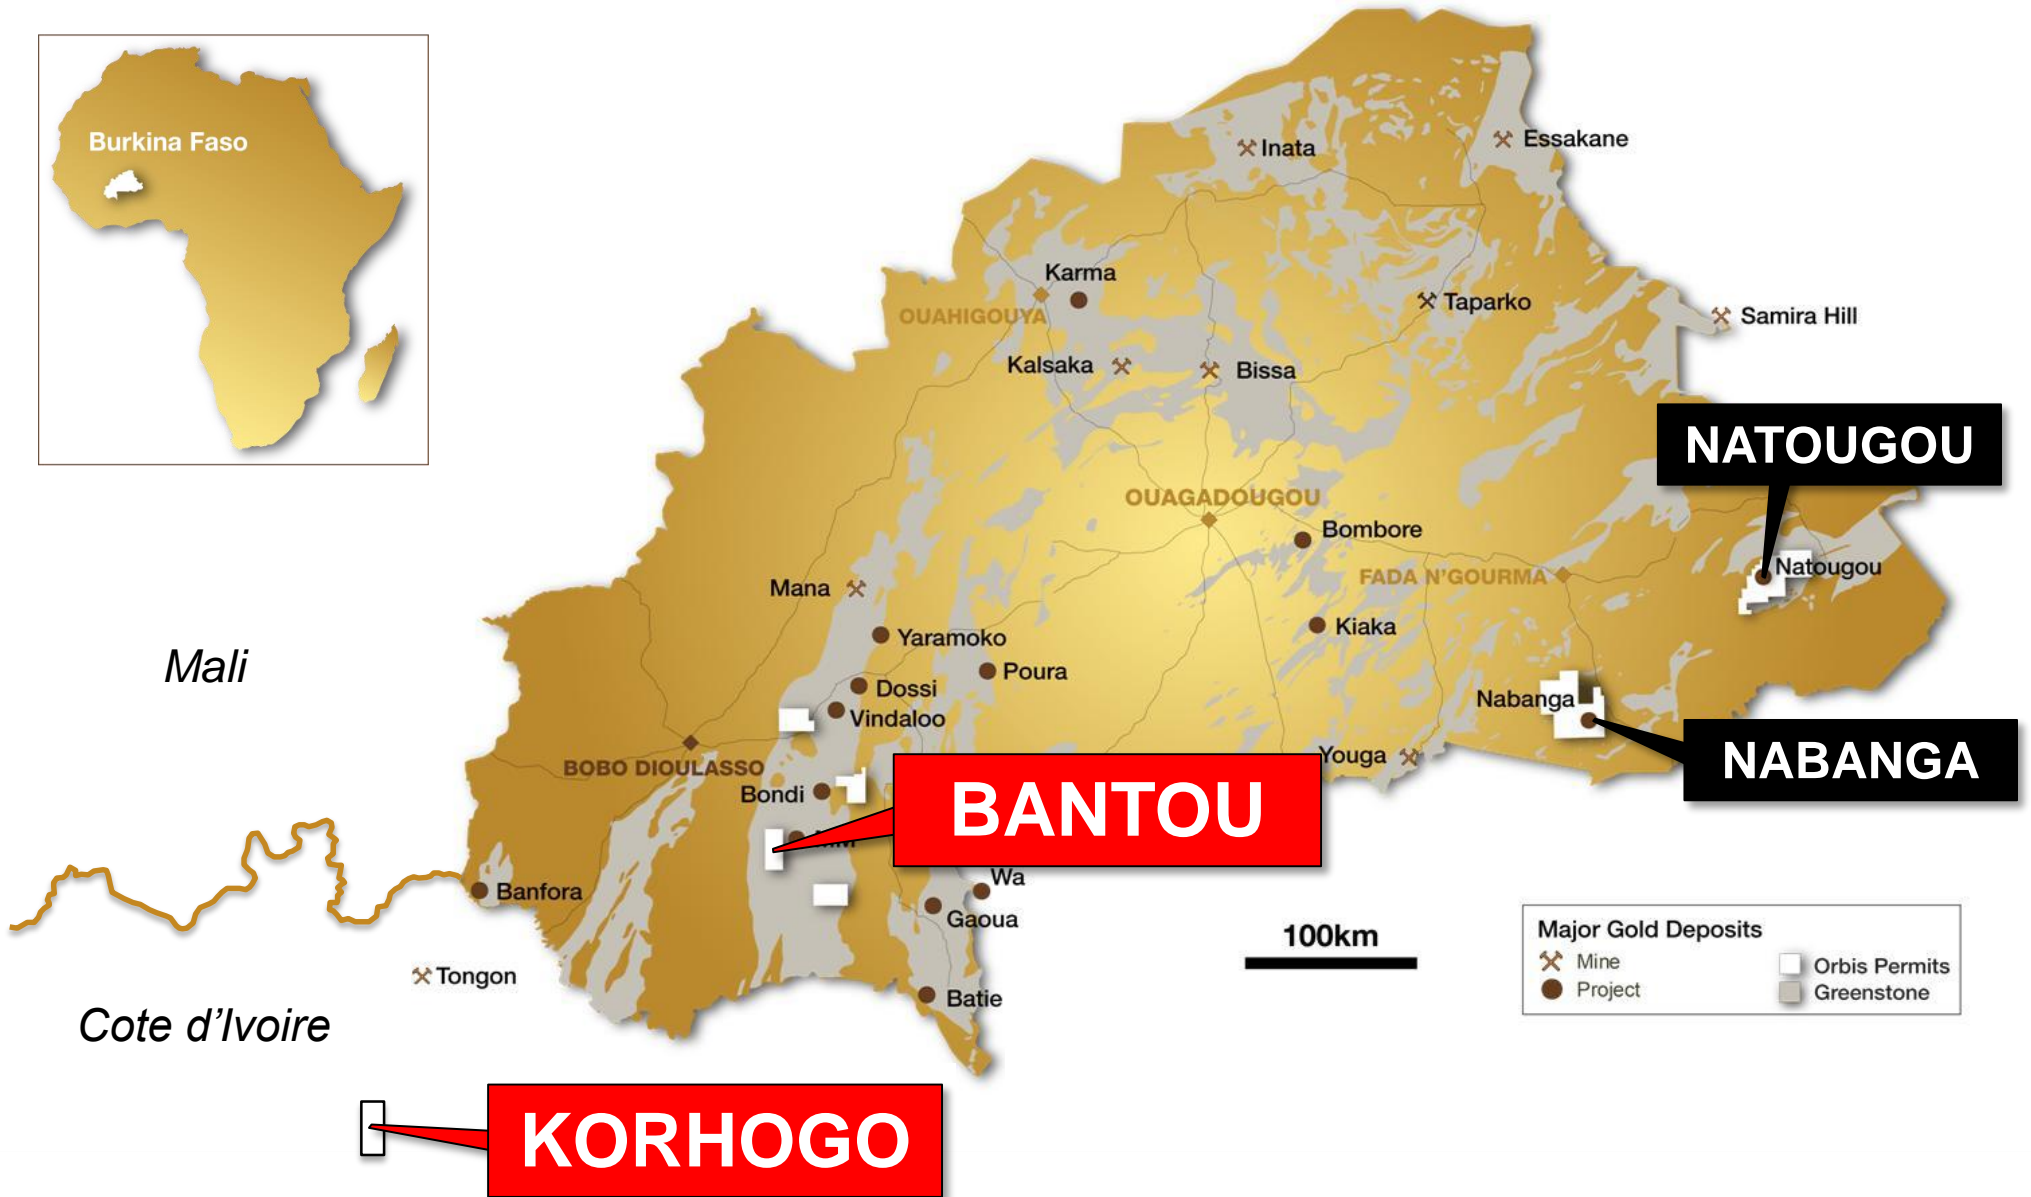 Burkina Faso
Inata
Essakane
Karma
OUAHIGOUYA
Taparko
Samira Hill
Kalsaka
Bissa
NATOUGOU
OUAGADOUGOU
Bombore
FADA N'GOURMA
Natougou
Mana
Yaramoko
Kiaka
Mali
Poura
Dossi
Nabanga
Vindaloo
NABANGA
Youga
BOBO DIOULASSO
Bondi
BANTOU
Banfora
Wa
Gaoua
100km
Major Gold Deposits
Mine
Project
Orbis Permits
Greenstone
Tongon
Batie
Cote d'Ivoire
KORHOGO